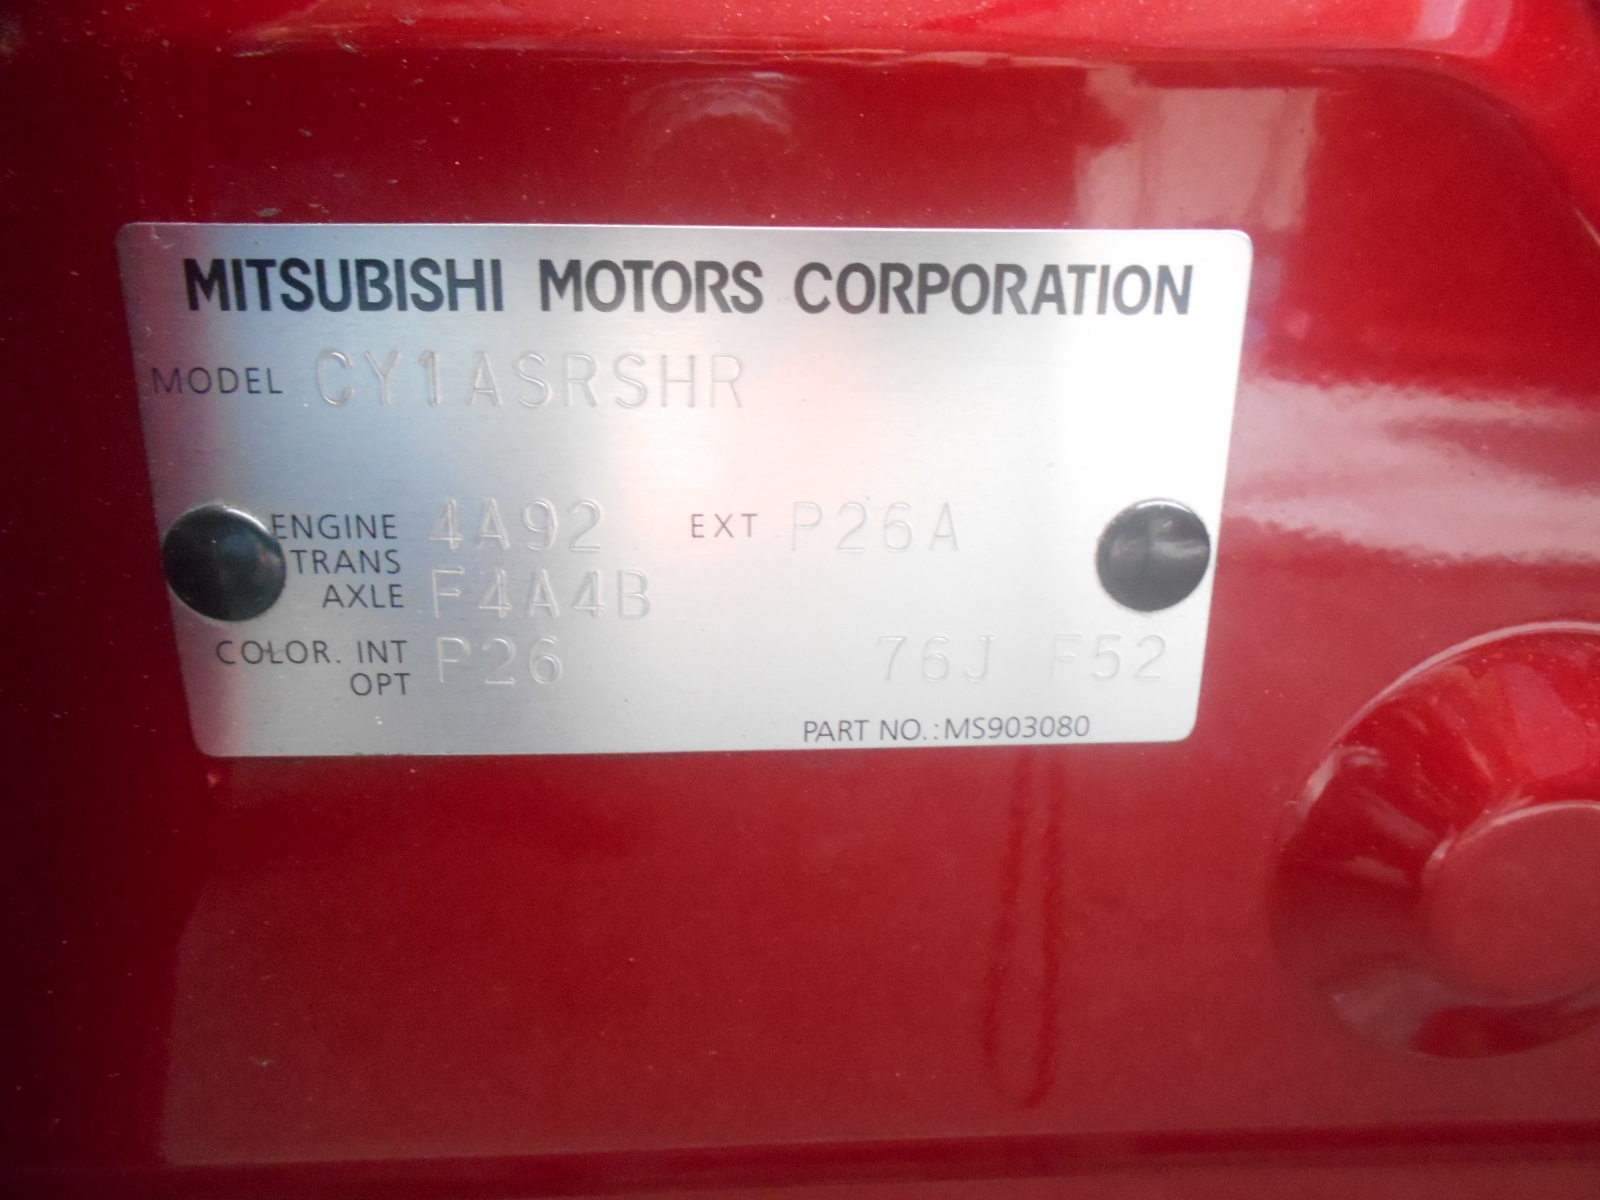 MITSUBISHI MOTORS CORPORATION
MODEL CY1ASRSHR
ENGINE 4A92 EXT P26A
TRANS
AXLE F4A4B
COLOR. INT P26 76J F52
OPT
PART NO.:MS903080